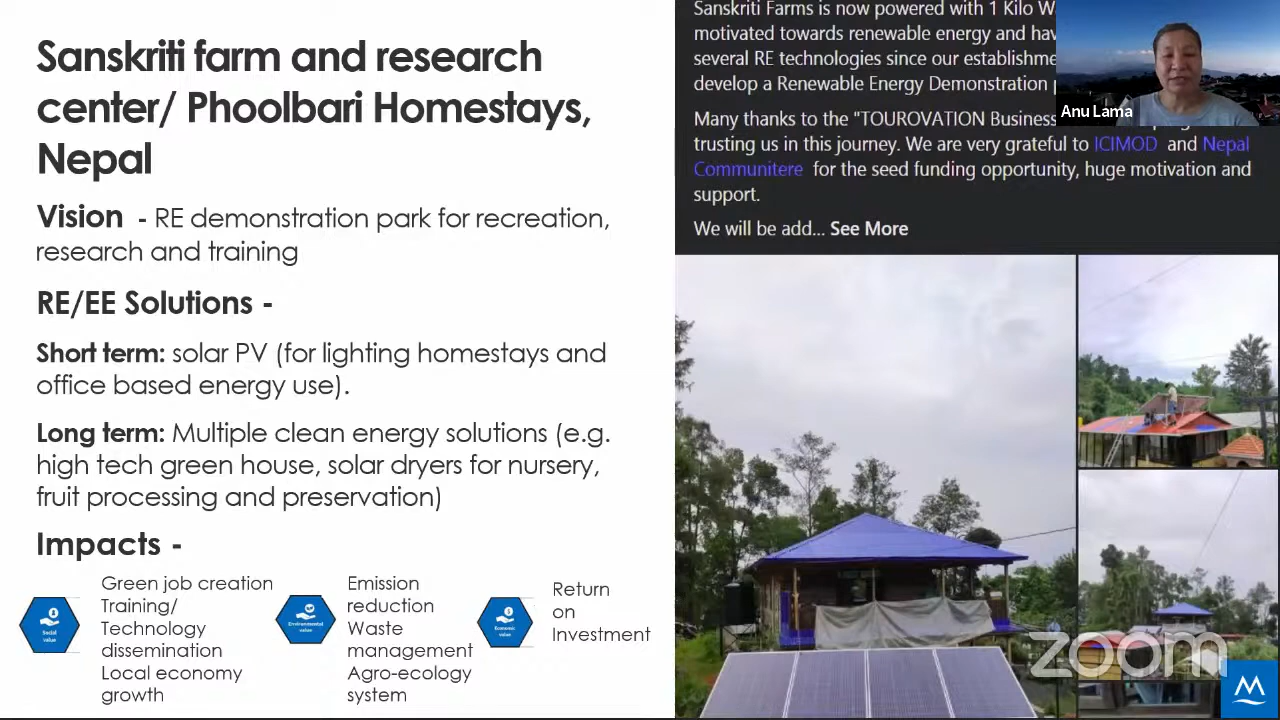 Sanskriti farm and research
center/ Phoolbari Homestays,
Nepal
Vision - RE demonstration park for recreation,
research and training
RE/EE Solutions -
Short term: solar PV (for lighting homestays and
office based energy use).
Long term: Multiple clean energy solutions (e.g.
high tech green house, solar dryers for nursery,
fruit processing and preservation)
Impacts -
Social
value
Green job creation
Training/
Technology
dissemination
Local economy
growth
Environmental
value
Emission
reduction
Waste
management
Agro-ecology
system
Economic
value
Return
on
Investment
Sanskriti Farms is now powered with 1 Kilo
motivated towards renewable energy and
several RE technologies since our
develop a Renewable Energy Demonstration
Many thanks to the "TOUROVATION Business
trusting us in this journey. We are very grateful to ICIMOD and Nepal
Communitere for the seed funding opportunity, huge motivation and
support.
We will be add... See More
Anu Lama
zoom